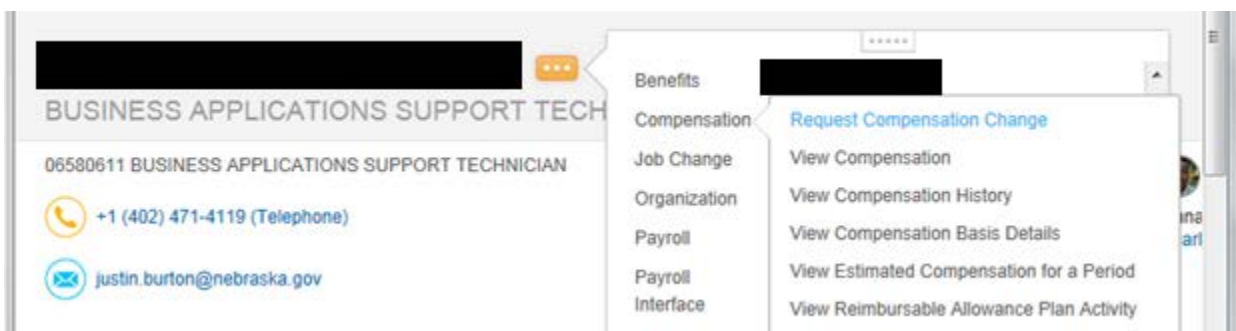 BUSINESS APPLICATIONS SUPPORT TECH
06580611 BUSINESS APPLICATIONS SUPPORT TECHNICIAN
+1 (402) 471-4119 (Telephone)
justin.burton@nebraska.gov
Benefits
Compensation
Job Change
Organization
Payroll
Payroll
Interface
Request Compensation Change
View Compensation
View Compensation History
View Compensation Basis Details
View Estimated Compensation for a Period
View Reimbursable Allowance Plan Activity